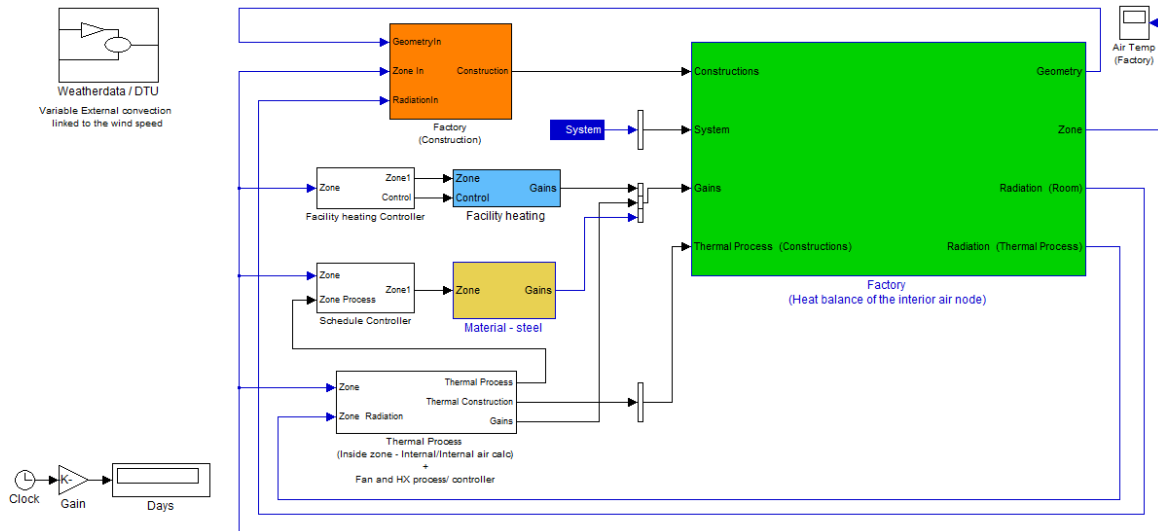 Weatherdata / DTU
Variable External convection
linked to the wind speed
GeometryIn
Zone In
RadiationIn
Construction
Factory
(Construction)
System
Constructions
System
Gains
Thermal Process (Constructions)
Geometry
Zone
Radiation (Room)
Radiation (Thermal Process)
Factory
(Heat balance of the interior air node)
Air Temp
(Factory)
Zone
Zone1
Control
Facility heating Controller
Zone
Control
Gains
Facility heating
Zone
Zone Process
Zone1
Schedule Controller
Zone
Gains
Material - steel
Zone
Zone Radiation
Thermal Process
Thermal Construction
Gains
Thermal Process
(Inside zone - Internal/Internal air calc)
+
Fan and HX process/ controller
Clock
K-
Gain
Days